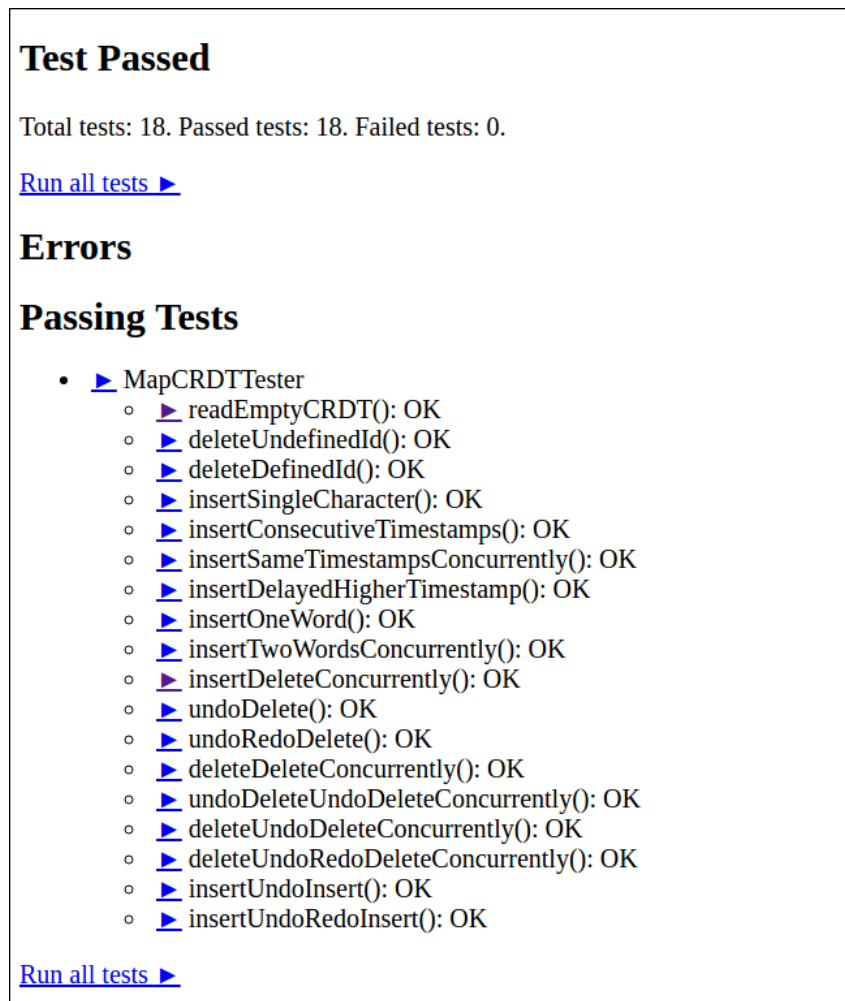 Test Passed
Total tests: 18. Passed tests: 18. Failed tests: 0.
Run all tests ►
Errors
Passing Tests
• ► MapCRDTTester
◦ ► readEmptyCRDT(): OK
◦ ► deleteUndefinedId(): OK
◦ ► deleteDefinedId(): OK
◦ ► insertSingleCharacter(): OK
◦ ► insertConsecutiveTimestamps(): OK
◦ ► insertSameTimestampsConcurrently(): OK
◦ ► insertDelayedHigherTimestamp(): OK
◦ ► insertOneWord(): OK
◦ ► insertTwoWordsConcurrently(): OK
◦ ► insertDeleteConcurrently(): OK
◦ ► undoDelete(): OK
◦ ► undoRedoDelete(): OK
◦ ► deleteDeleteConcurrently(): OK
◦ ► undoDeleteUndoDeleteConcurrently(): OK
◦ ► deleteUndoDeleteConcurrently(): OK
◦ ► deleteUndoRedoDeleteConcurrently(): OK
◦ ► insertUndoInsert(): OK
◦ ► insertUndoRedoInsert(): OK
Run all tests ►